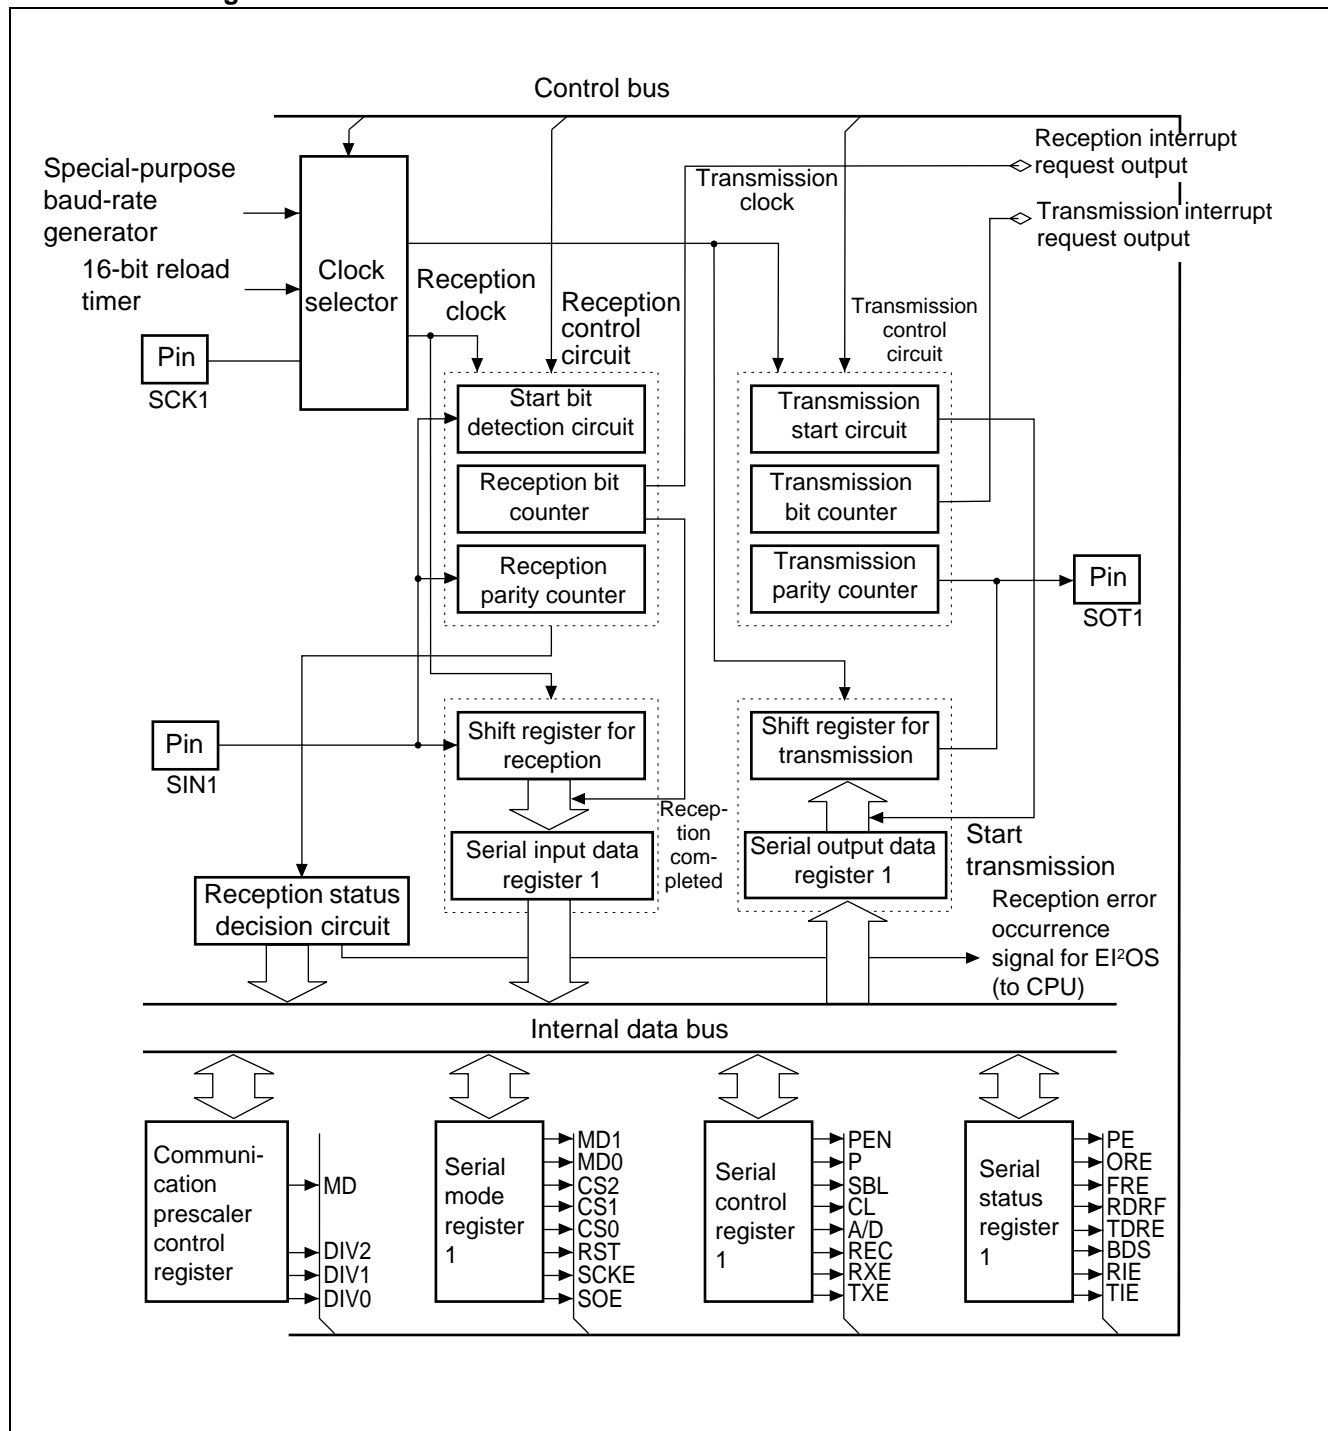 Control bus
Special-purpose
baud-rate
generator
16-bit reload
timer
Clock
selector
Pin
SCK1
Reception
clock
Reception
control
circuit
Transmission
clock
Transmission
control
circuit
Reception interrupt
request output
Transmission interrupt
request output
Start bit
detection circuit
Reception bit
counter
Reception
parity counter
Transmission
start circuit
Transmission
bit counter
Transmission
parity counter
Pin
SOT1
Pin
SIN1
Shift register for
reception
Shift register for
transmission
Recep-
tion
com-
pleted
Serial input data
register 1
Serial output data
register 1
Start
transmission
Reception status
decision circuit
Reception error
occurrence
signal for EI²OS
(to CPU)
Internal data bus
Communi-
cation
prescaler
control
register
MD
DIV2
DIV1
DIV0
Serial
mode
register
1
MD1
MD0
CS2
CS1
CS0
RST
SCKE
SOE
Serial
control
register
1
PEN
P
SBL
CL
A/D
REC
RXE
TXE
Serial
status
register
1
PE
ORE
FRE
RDRF
TDRE
BDS
RIE
TIE